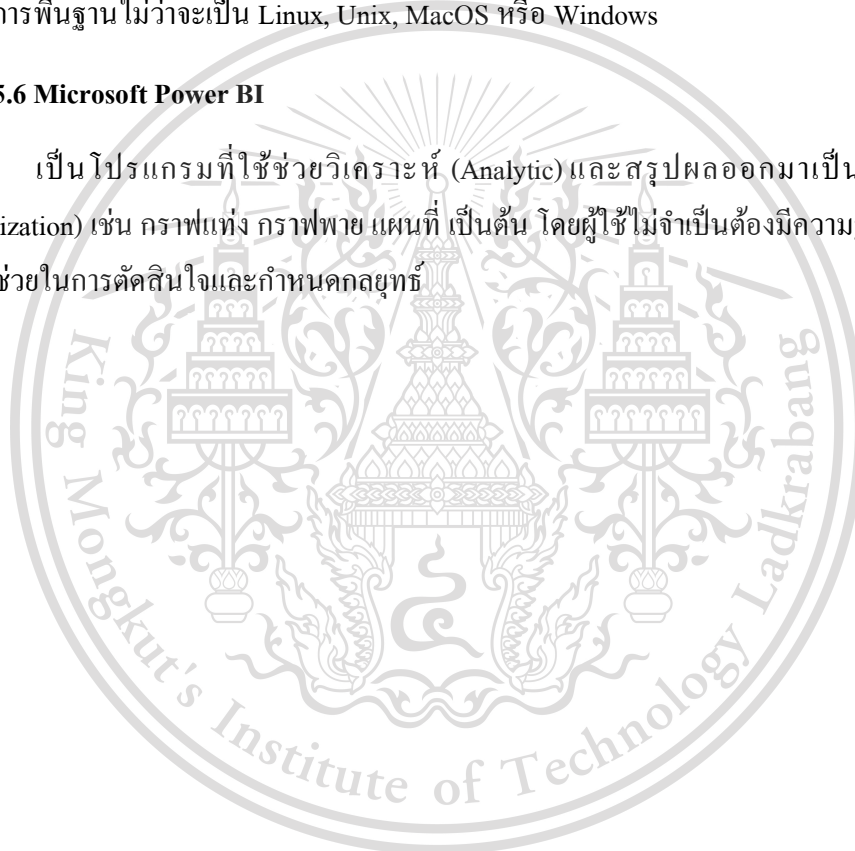 การพื้นฐานไม่ว่าจะเป็น Linux, Unix, MacOS หรือ Windows
5.6 Microsoft Power BI
เป็นโปรแกรมที่ใช้ช่วยวิเคราะห์ (Analytic) และสรุปผลออกมาเป็น
ization) เช่น กราฟแท่ง กราฟพาย แผนที่ เป็นต้น โดยผู้ใช้ไม่จำเป็นต้องมีความ
ช่วยในการตัดสินใจและกำหนดกลยุทธ์
King Mongkut's Institute of Technology Ladkrabang